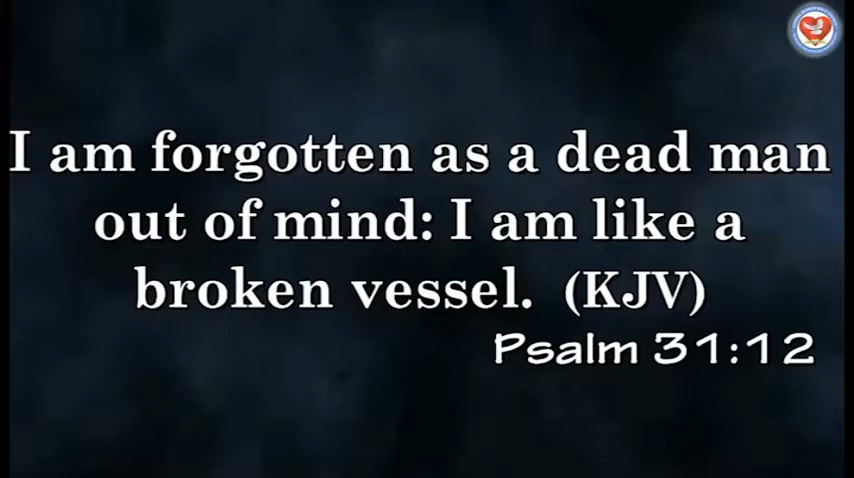 I am forgotten as a dead man
out of mind: I am like a
broken vessel. (KJV)
Psalm 31:12